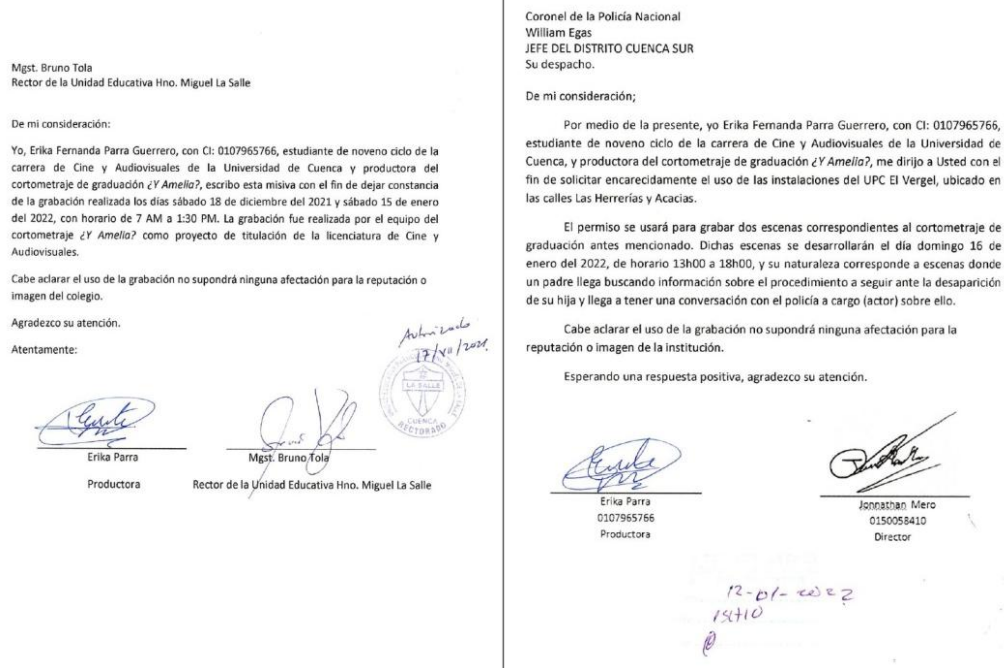 Mgst. Bruno Tola
Rector de la Unidad Educativa Hno. Miguel La Salle
De mi consideración:
Yo, Erika Fernanda Parra Guerrero, con CI: 0107965766, estudiante de noveno ciclo de la
carrera de Cine y Audiovisuales de la Universidad de Cuenca y productora del
cortometraje de graduación ¿Y Amelia?, escribo esta misiva con el fin de dejar constancia
de la grabación realizada los días sábado 18 de diciembre del 2021 y sábado 15 de enero
del 2022, con horario de 7 AM a 1:30 PM. La grabación fue realizada por el equipo del
cortometraje ¿Y Amelia? como proyecto de titulación de la licenciatura de Cine y
Audiovisuales.
Cabe aclarar el uso de la grabación no supondrá ninguna afectación para la reputación o
imagen del colegio.
Agradezco su atención.
Atentamente:
Autorizado
17/XII/2021.
LA SALLE
CUENCA
RECTORADO
Erika Parra
Productora
Mgst. Bruno Tola
Rector de la Unidad Educativa Hno. Miguel La Salle
Coronel de la Policía Nacional
William Egas
JEFE DEL DISTRITO CUENCA SUR
Su despacho.
De mi consideración;
Por medio de la presente, yo Erika Fernanda Parra Guerrero, con CI: 0107965766,
estudiante de noveno ciclo de la carrera de Cine y Audiovisuales de la Universidad de
Cuenca, y productora del cortometraje de graduación ¿Y Amelia?, me dirijo a Usted con el
fin de solicitar encarecidamente el uso de las instalaciones del UPC El Vergel, ubicado en
las calles Las Herrerías y Acacias.
El permiso se usará para grabar dos escenas correspondientes al cortometraje de
graduación antes mencionado. Dichas escenas se desarrollarán el día domingo 16 de
enero del 2022, de horario 13h00 a 18h00, y su naturaleza corresponde a escenas donde
un padre llega buscando información sobre el procedimiento a seguir ante la desaparición
de su hija y llega a tener una conversación con el policía a cargo (actor) sobre ello.
Cabe aclarar el uso de la grabación no supondrá ninguna afectación para la
reputación o imagen de la institución.
Esperando una respuesta positiva, agradezco su atención.
Erika Parra
0107965766
Productora
Jonnathan Mero
0150058410
Director
12-01-2022
15H10